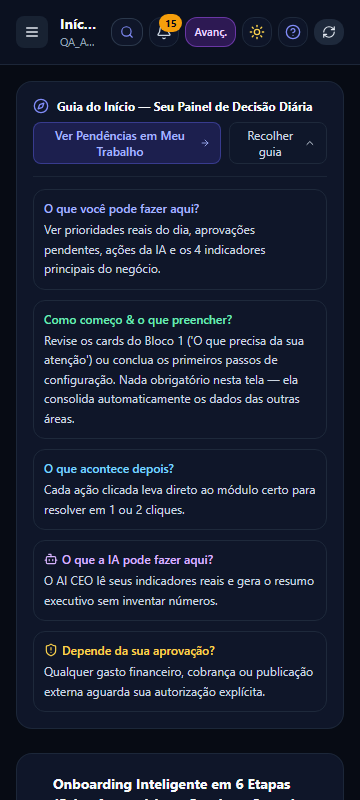 Iníc...
QA_A...
15
Avanç.
Guia do Início — Seu Painel de Decisão Diária
Ver Pendências em Meu
Trabalho
Recolher
guia
O que você pode fazer aqui?
Ver prioridades reais do dia, aprovações
pendentes, ações da IA e os 4 indicadores
principais do negócio.
Como começo & o que preencher?
Revise os cards do Bloco 1 ('O que precisa da sua
atenção') ou conclua os primeiros passos de
configuração. Nada obrigatório nesta tela — ela
consolida automaticamente os dados das outras
áreas.
O que acontece depois?
Cada ação clicada leva direto ao módulo certo para
resolver em 1 ou 2 cliques.
O que a IA pode fazer aqui?
O AI CEO lê seus indicadores reais e gera o resumo
executivo sem inventar números.
Depende da sua aprovação?
Qualquer gasto financeiro, cobrança ou publicação
externa aguarda sua autorização explícita.
Onboarding Inteligente em 6 Etapas